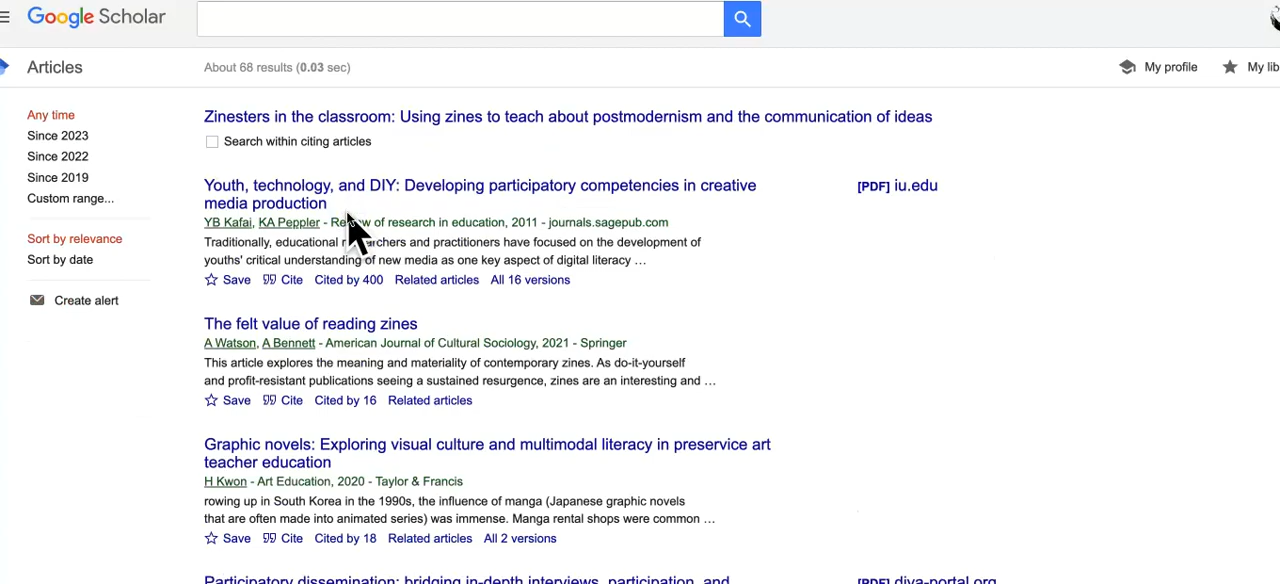 Google Scholar
Articles
About 68 results (0.03 sec)
My profile
My lib
Any time
Since 2023
Since 2022
Since 2019
Custom range...
Sort by relevance
Sort by date
Create alert
Zinesters in the classroom: Using zines to teach about postmodernism and the communication of ideas
Search within citing articles
Youth, technology, and DIY: Developing participatory competencies in creative
media production
[PDF] iu.edu
YB Kafai, KA Peppler - Review of research in education, 2011 - journals.sagepub.com
Traditionally, educational researchers and practitioners have focused on the development of
youths' critical understanding of new media as one key aspect of digital literacy …
Save Cite Cited by 400 Related articles All 16 versions
The felt value of reading zines
A Watson, A Bennett - American Journal of Cultural Sociology, 2021 - Springer
This article explores the meaning and materiality of contemporary zines. As do-it-yourself
and profit-resistant publications seeing a sustained resurgence, zines are an interesting and …
Save Cite Cited by 16 Related articles
Graphic novels: Exploring visual culture and multimodal literacy in preservice art
teacher education
H Kwon - Art Education, 2020 - Taylor & Francis
rowing up in South Korea in the 1990s, the influence of manga (Japanese graphic novels
that are often made into animated series) was immense. Manga rental shops were common …
Save Cite Cited by 18 Related articles All 2 versions
Participatory dissemination: bridging in-depth interviews, participation, and
[PDF] diva-portal.org